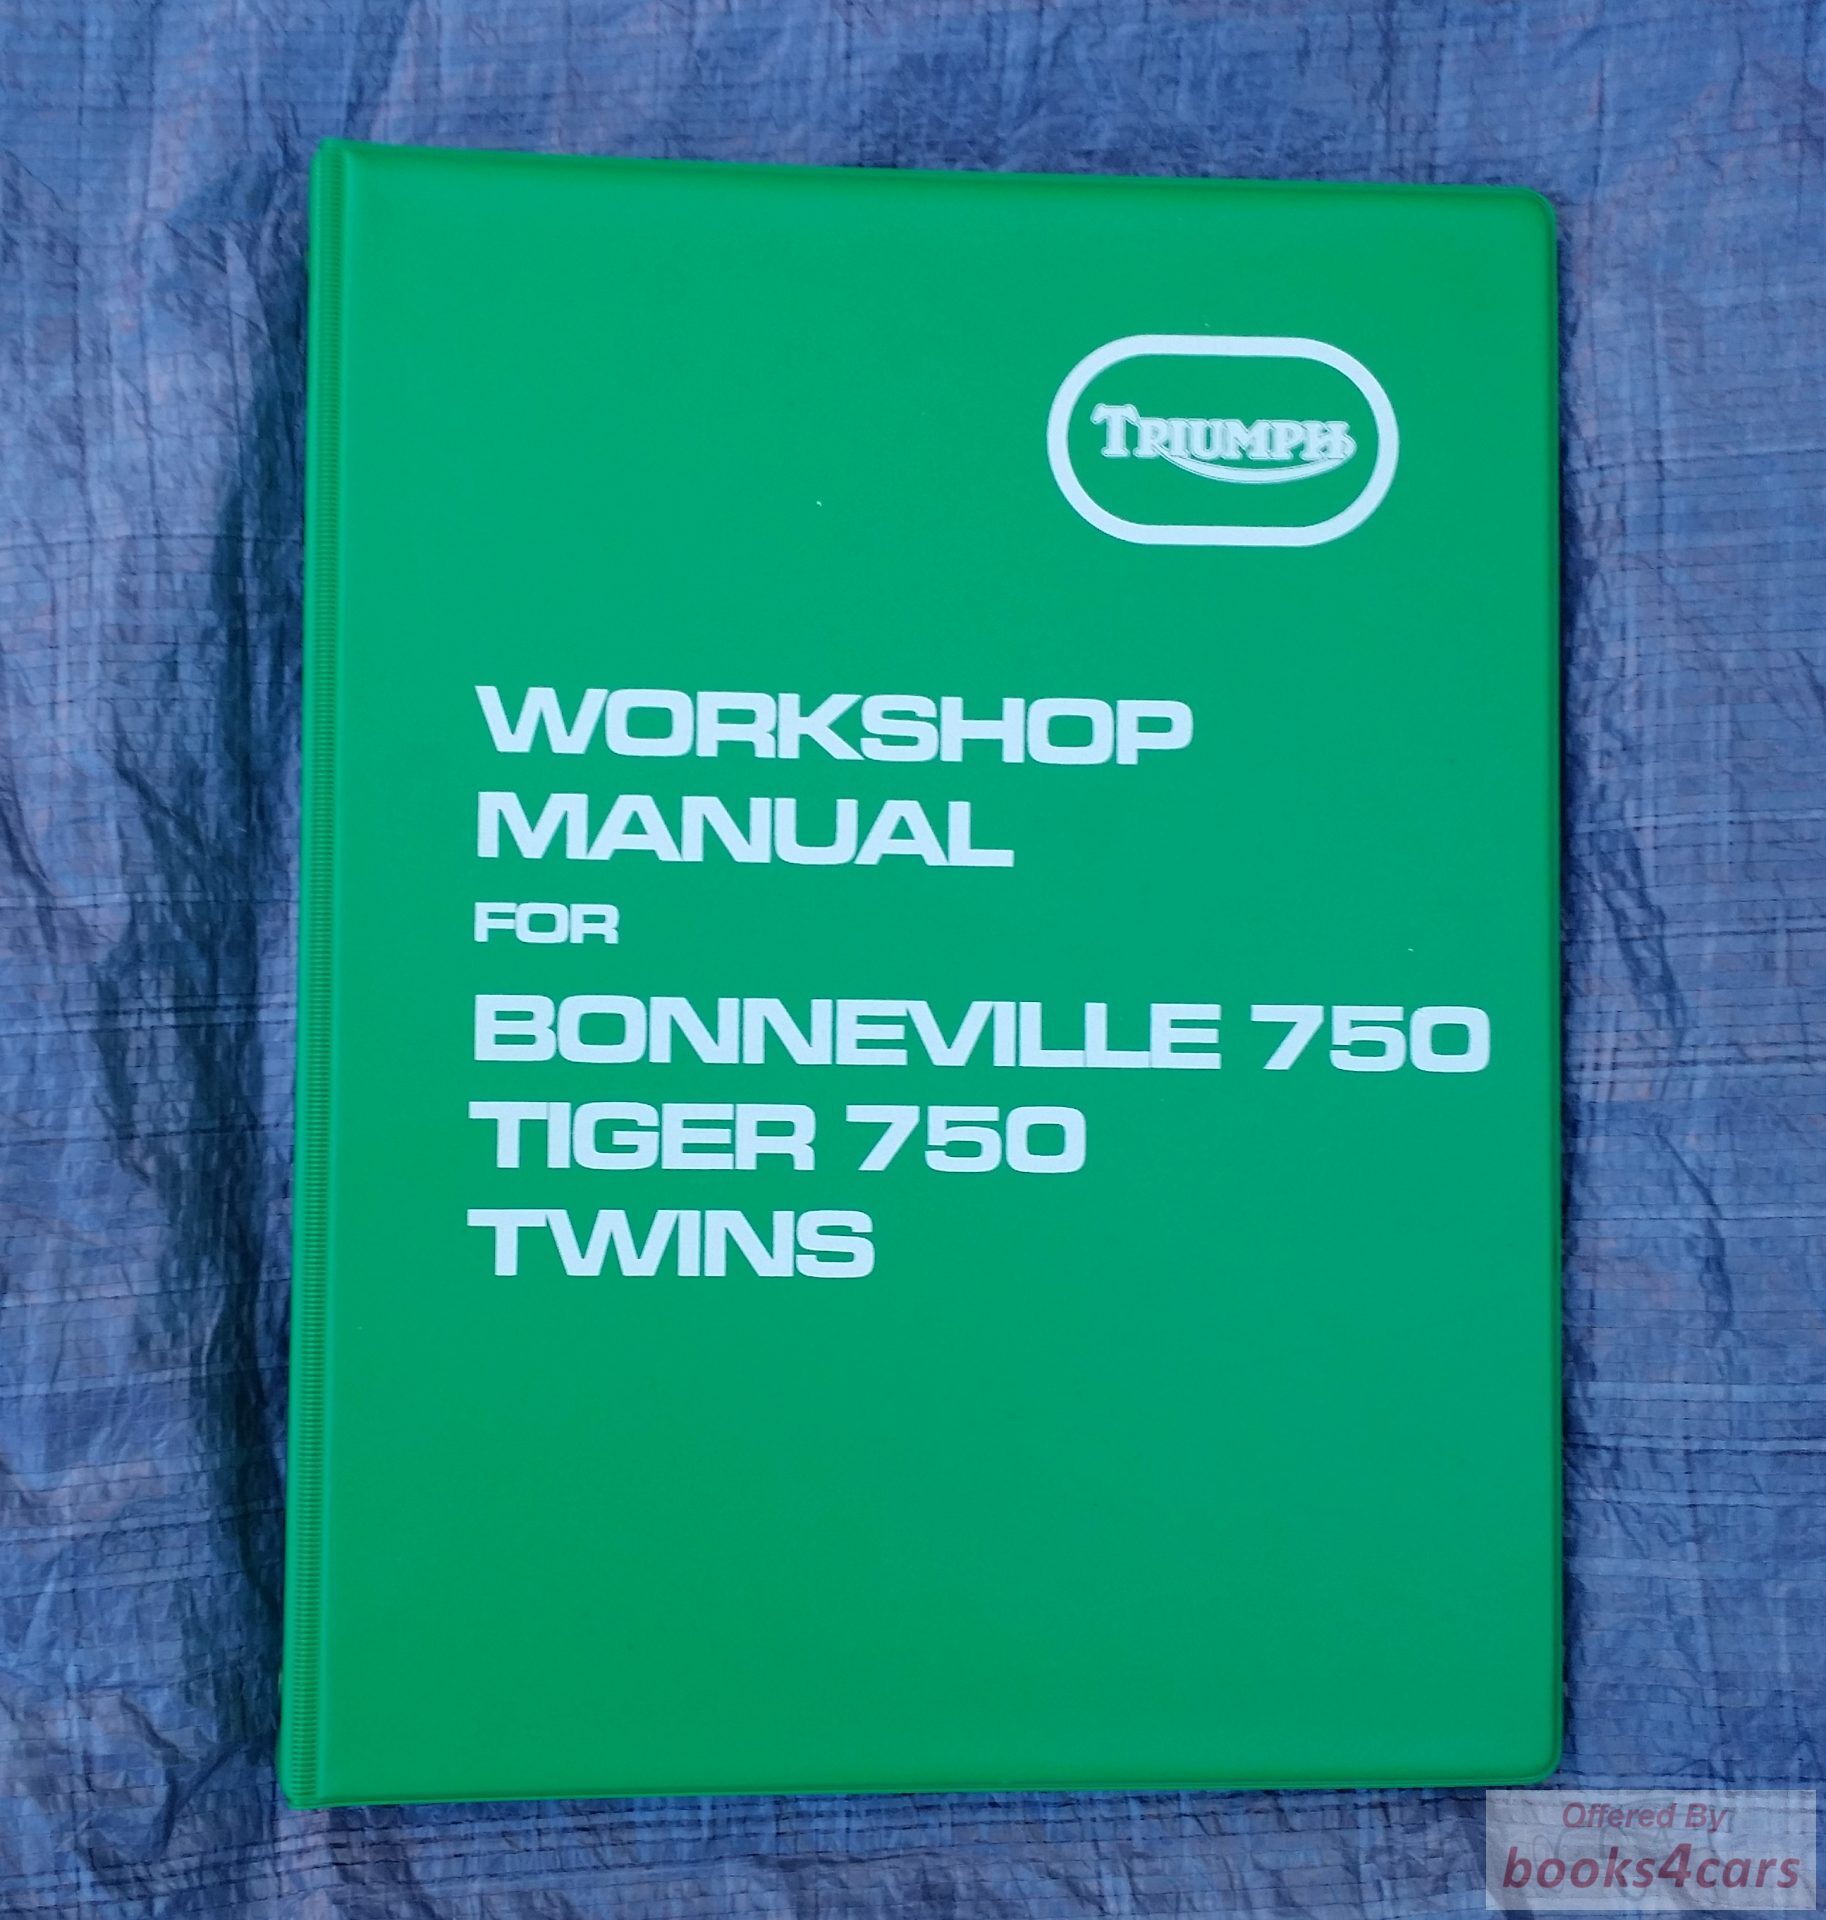 TRIUMPH
WORKSHOP
MANUAL
FOR
BONNEVILLE 750
TIGER 750
TWINS
Offered By
books4cars